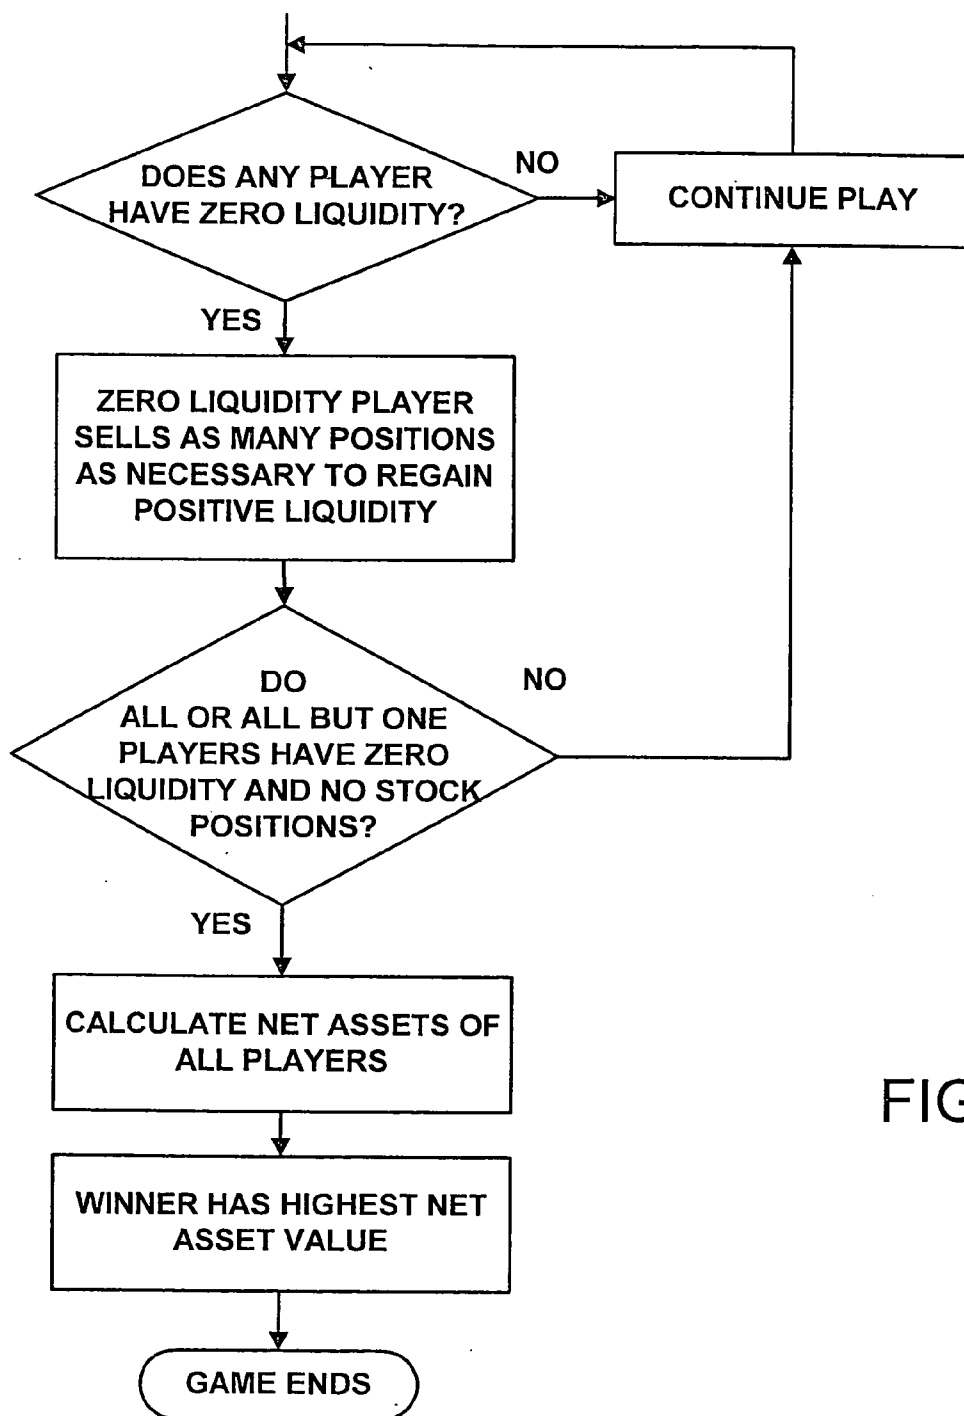 DOES ANY PLAYER
HAVE ZERO LIQUIDITY?
NO
CONTINUE PLAY
YES
ZERO LIQUIDITY PLAYER
SELLS AS MANY POSITIONS
AS NECESSARY TO REGAIN
POSITIVE LIQUIDITY
DO
ALL OR ALL BUT ONE
PLAYERS HAVE ZERO
LIQUIDITY AND NO STOCK
POSITIONS?
NO
YES
CALCULATE NET ASSETS OF
ALL PLAYERS
FIG
WINNER HAS HIGHEST NET
ASSET VALUE
GAME ENDS